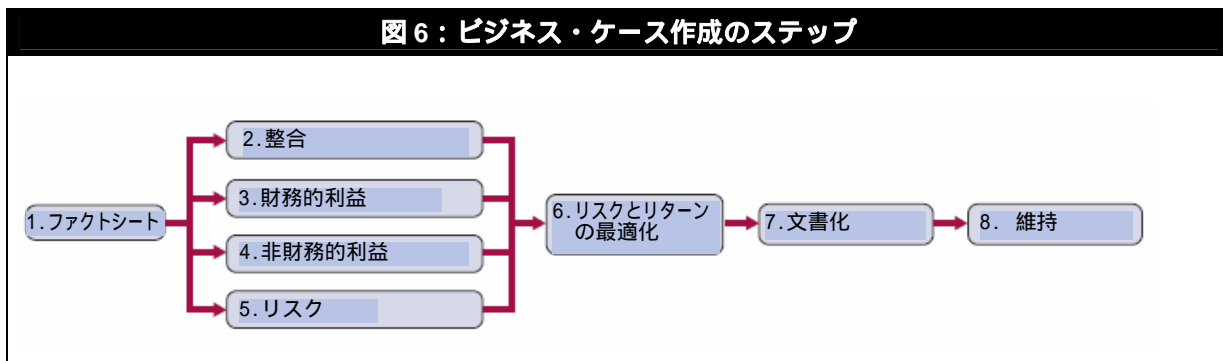 図 6：ビジネス・ケース作成のステップ
1.ファクトシート
2.整合
3.財務的利益
4.非財務的利益
5.リスク
6.リスクとリターン
の最適化
7.文書化
8. 維持